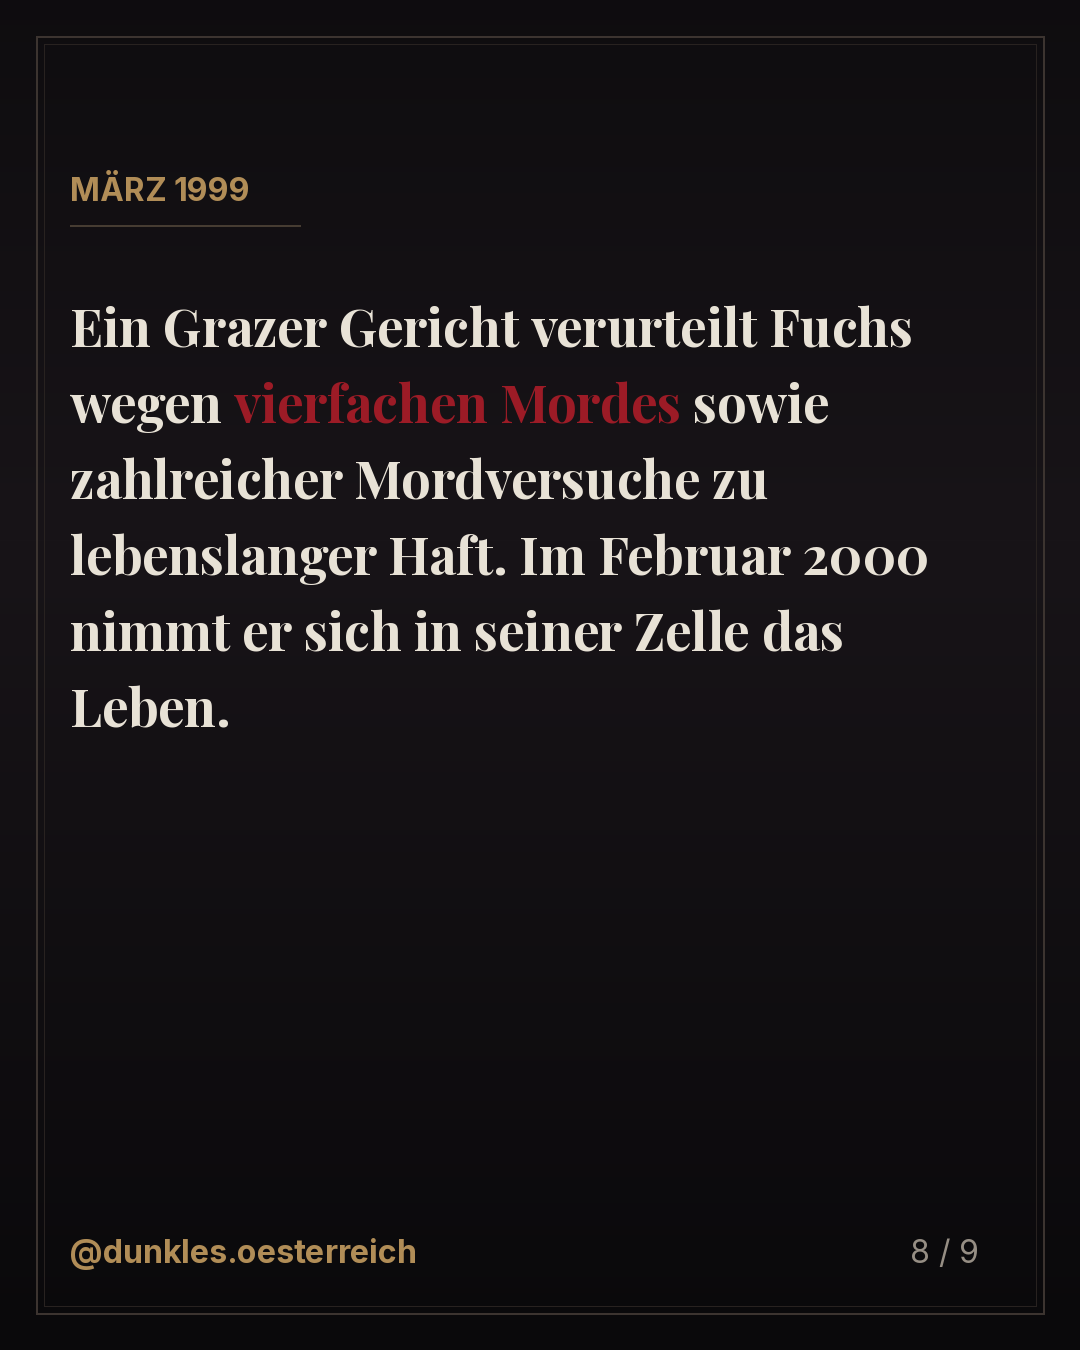 MÄRZ 1999
Ein Grazer Gericht verurteilt Fuchs
wegen vierfachen Mordes sowie
zahlreicher Mordversuche zu
lebenslanger Haft. Im Februar 2000
nimmt er sich in seiner Zelle das
Leben.
@dunkles.oesterreich
8 / 9